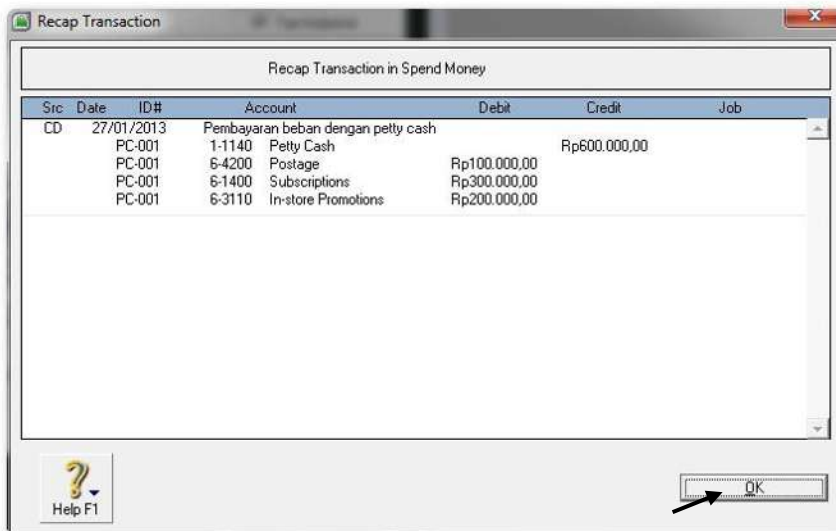 Recap Transaction
Recap Transaction in Spend Money
Src Date ID# Account Debit Credit Job
CD 27/01/2013 Pembayaran beban dengan petty cash
PC-001 1-1140 Petty Cash Rp600.000,00
PC-001 6-4200 Postage Rp100.000,00
PC-001 6-1400 Subscriptions Rp300.000,00
PC-001 6-3110 In-store Promotions Rp200.000,00
Help F1
OK